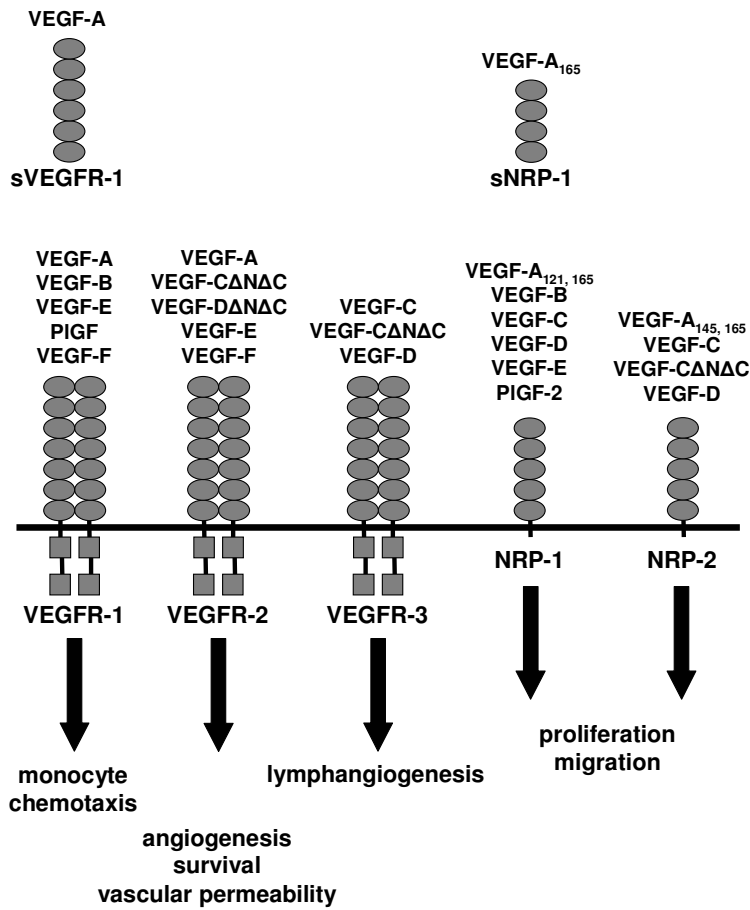 VEGF-A
sVEGFR-1
VEGF-A165
sNRP-1
VEGF-A
VEGF-B
VEGF-E
PlGF
VEGF-F
VEGFR-1
monocyte
chemotaxis
VEGF-A
VEGF-CΔNΔC
VEGF-DΔNΔC
VEGF-E
VEGF-F
VEGFR-2
angiogenesis
survival
vascular permeability
VEGF-C
VEGF-CΔNΔC
VEGF-D
VEGFR-3
lymphangiogenesis
VEGF-A121, 165
VEGF-B
VEGF-C
VEGF-D
VEGF-E
PlGF-2
NRP-1
VEGF-A145, 165
VEGF-C
VEGF-CΔNΔC
VEGF-D
NRP-2
proliferation
migration